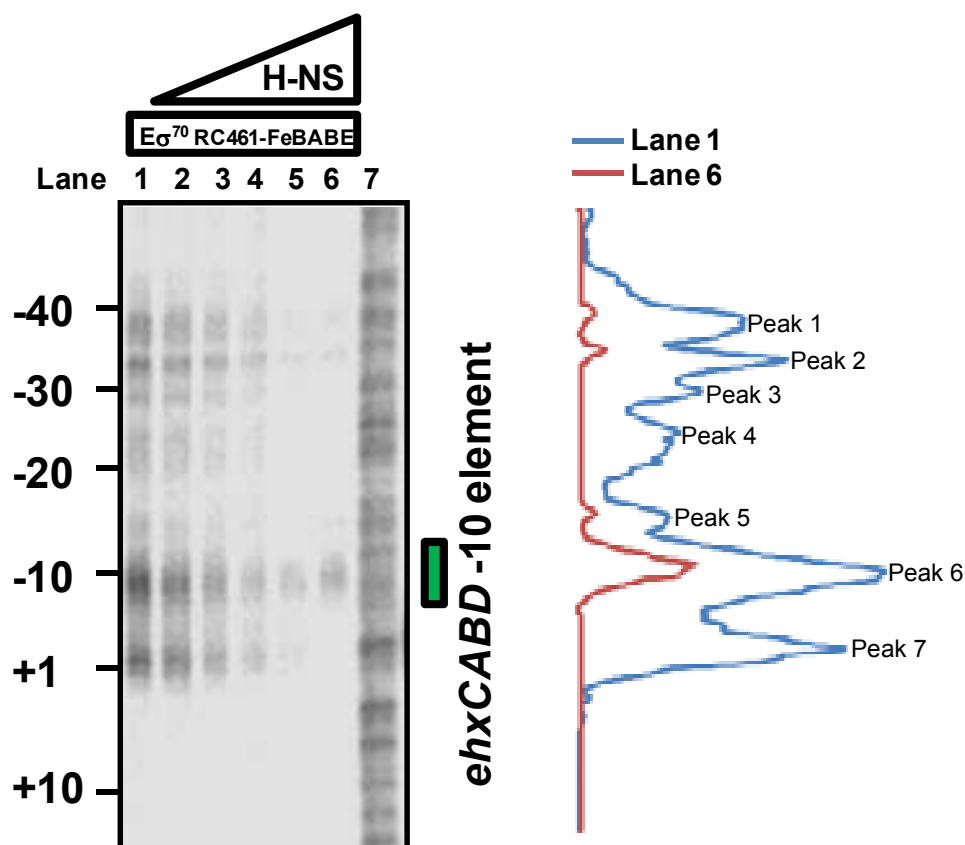 H-NS
Eσ⁷⁰ RC461-FeBABE
Lane 1 2 3 4 5 6 7
-40
-30
-20
-10
+1
+10
ehxCABD -10 element
Lane 1
Lane 6
Peak 1
Peak 2
Peak 3
Peak 4
Peak 5
Peak 6
Peak 7